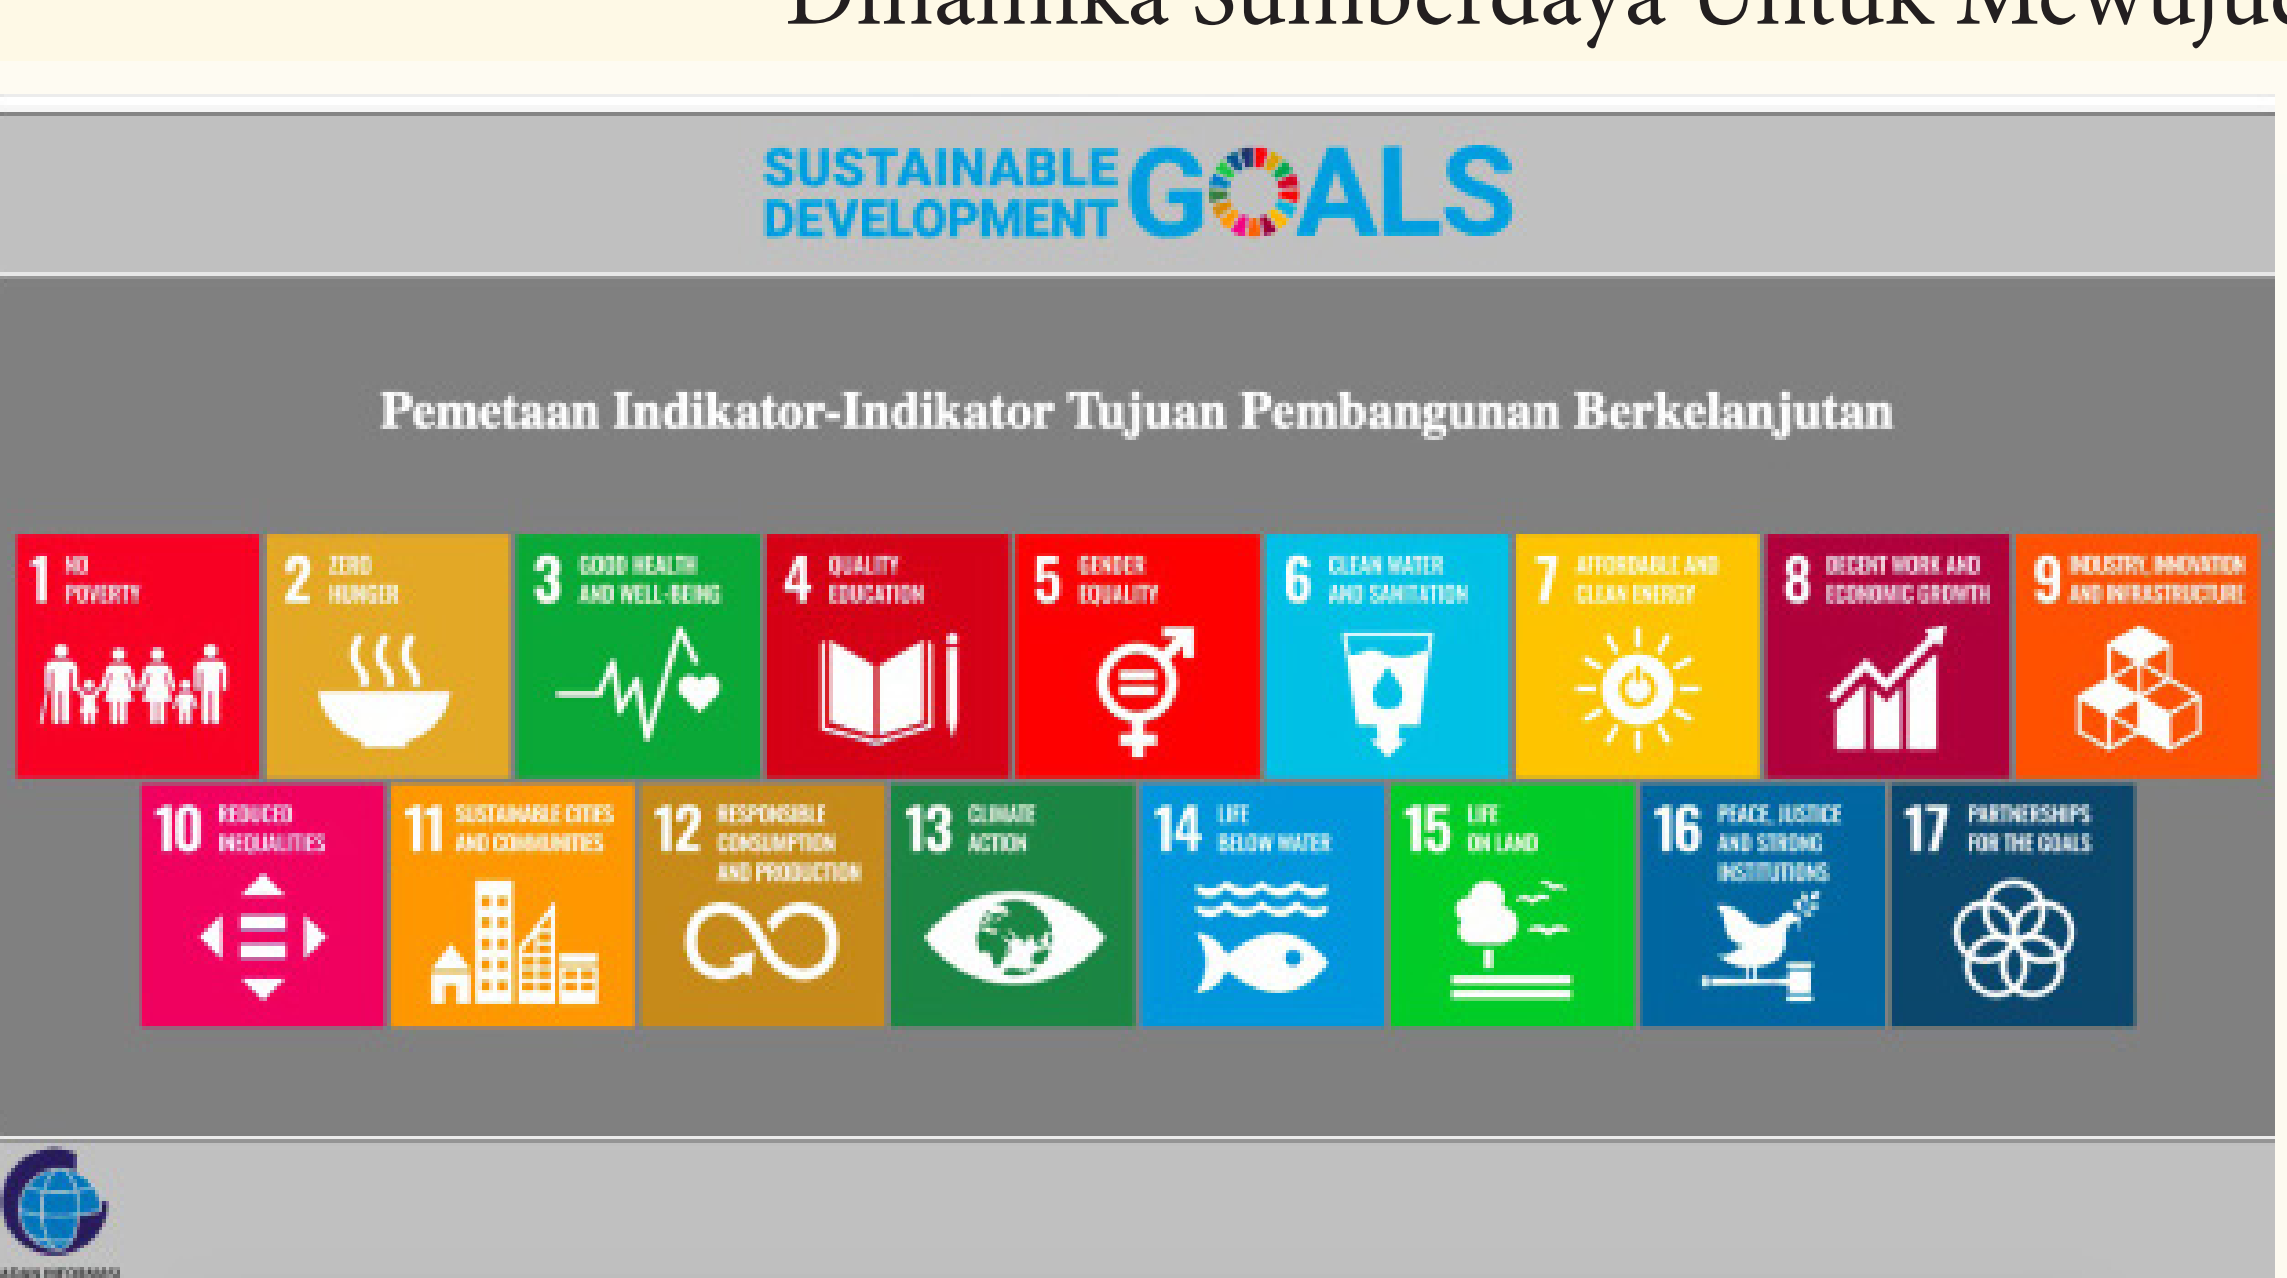 Dinamika Sumberdaya Untuk
SUSTAINABLE
DEVELOPMENT
GOALS
Pemetaan Indikator-Indikator Tujuan Pembangunan Berkelanjutan
1 NO
POVERTY
2 ZERO
HUNGER
3 GOOD HEALTH
AND WELL-BEING
4 QUALITY
EDUCATION
5 GENDER
EQUALITY
6 CLEAN WATER
AND SANITATION
7 AFFORDABLE AND
CLEAN ENERGY
8 DECENT WORK AND
ECONOMIC GROWTH
9 INDUSTRY, INNOVATION
AND INFRASTRUCTURE
10 REDUCED
INEQUALITIES
11 SUSTAINABLE CITIES
AND COMMUNITIES
12 RESPONSIBLE
CONSUMPTION
AND PRODUCTION
13 CLIMATE
ACTION
14 LIFE
BELOW WATER
15 LIFE
ON LAND
16 PEACE, JUSTICE
AND STRONG
INSTITUTIONS
17 PARTNERSHIPS
FOR THE GOALS